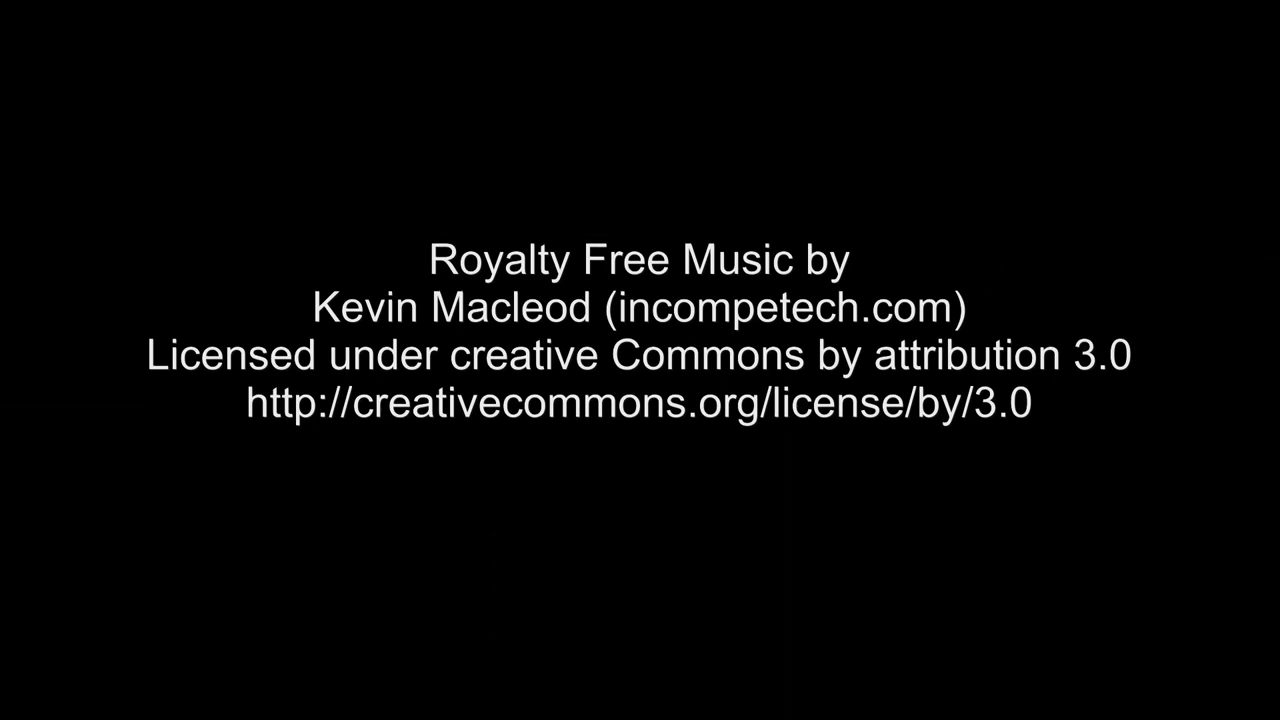 Royalty Free Music by
Kevin Macleod (incompetech.com)
Licensed under creative Commons by attribution 3.0
http://creativecommons.org/license/by/3.0